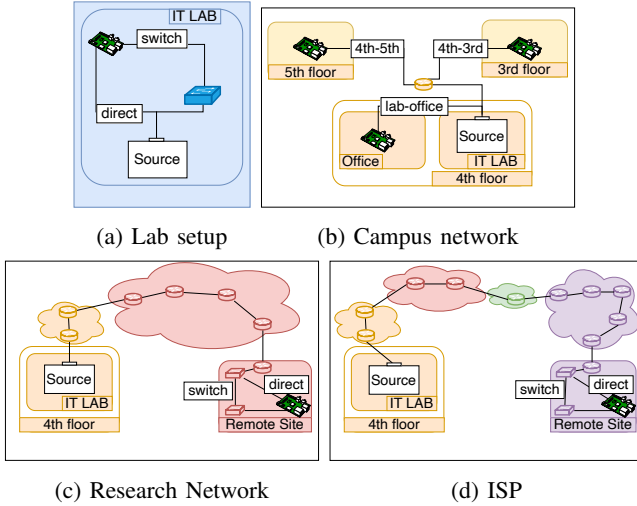 IT LAB
switch
direct
Source
(a) Lab setup
4th-5th
4th-3rd
5th floor
3rd floor
lab-office
Source
Office
IT LAB
4th floor
(b) Campus network
Source
IT LAB
4th floor
switch
direct
Remote Site
(c) Research Network
Source
IT LAB
4th floor
switch
direct
Remote Site
(d) ISP